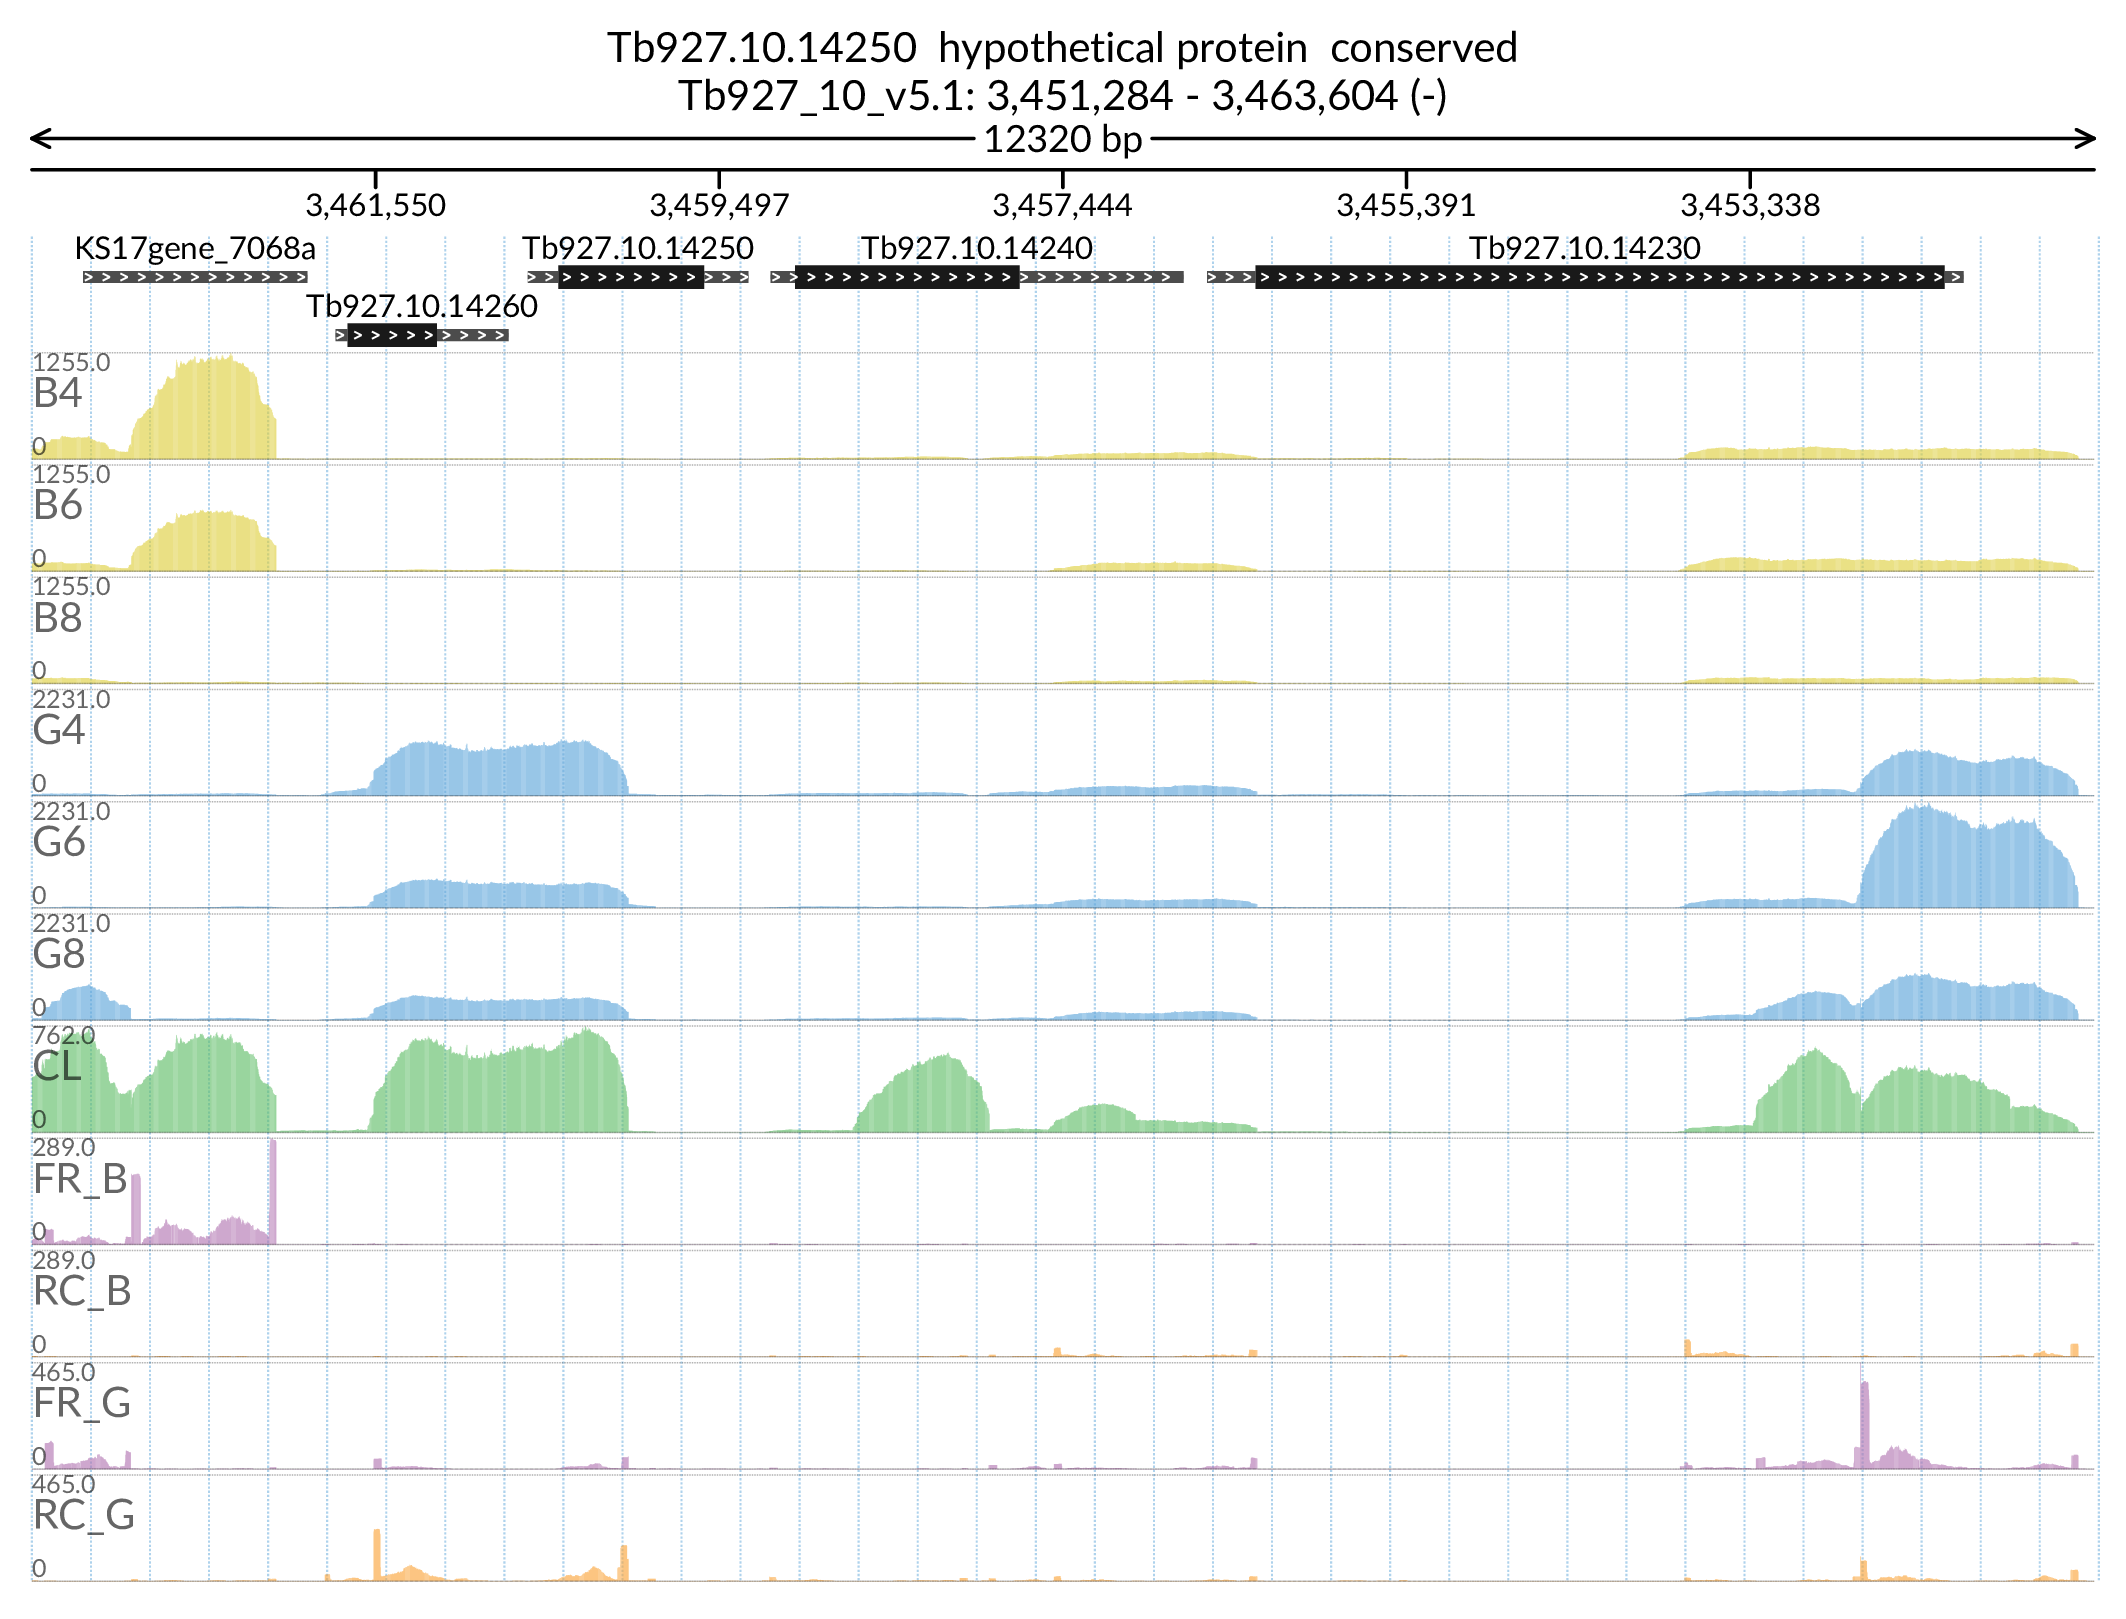 Tb927.10.14250  hypothetical protein  conserved
Tb927_10_v5.1: 3,451,284 - 3,463,604 (-)
12320 bp
3,461,550 3,459,497 3,457,444 3,455,391 3,453,338
KS17gene_7068a Tb927.10.14250 Tb927.10.14240 Tb927.10.14230
Tb927.10.14260
1255.0
B4
0
1255.0
B6
0
1255.0
B8
0
2231.0
G4
0
2231.0
G6
0
2231.0
G8
0
762.0
CL
0
289.0
FR_B
0
289.0
RC_B
0
465.0
FR_G
0
465.0
RC_G
0